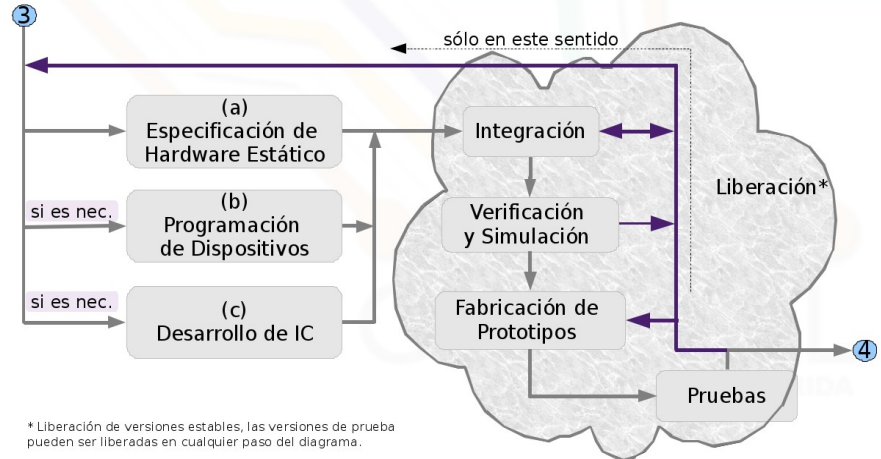 3
sólo en este sentido
(a)
Especificación de
Hardware Estático
Integración
si es nec.
(b)
Programación
de Dispositivos
Verificación
y Simulación
Liberación*
si es nec.
(c)
Desarrollo de IC
Fabricación de
Prototipos
4
Pruebas
* Liberación de versiones estables, las versiones de prueba
pueden ser liberadas en cualquier paso del diagrama.